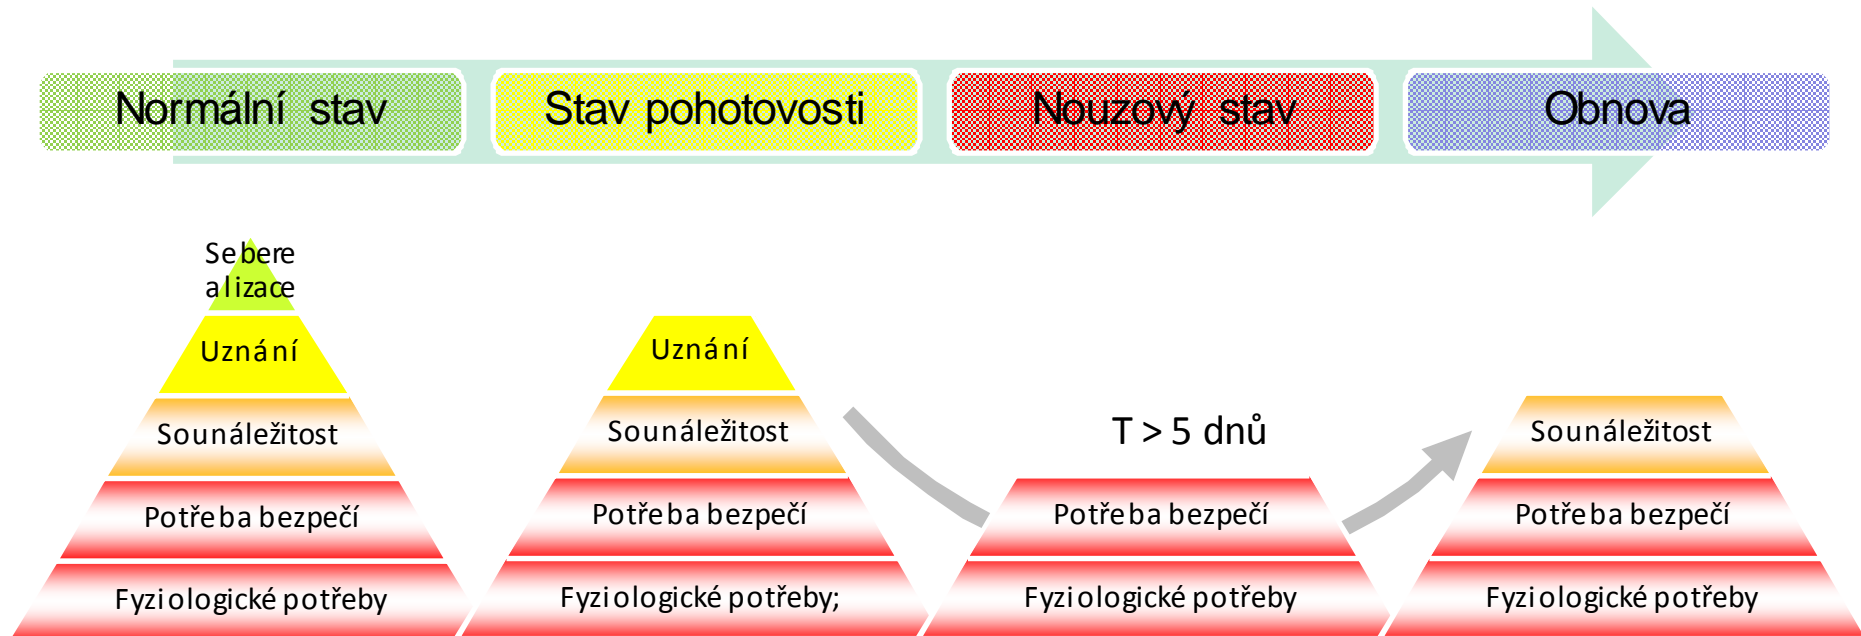 Normální stav
Stav pohotovosti
Nouzový stav
Obnova
Sebere
alizace
Uznání
Sounáležitost
Potřeba bezpečí
Fyziologické potřeby
Uznání
Sounáležitost
Potřeba bezpečí
Fyziologické potřeby;
T > 5 dnů
Potřeba bezpečí
Fyziologické potřeby
Sounáležitost
Potřeba bezpečí
Fyziologické potřeby